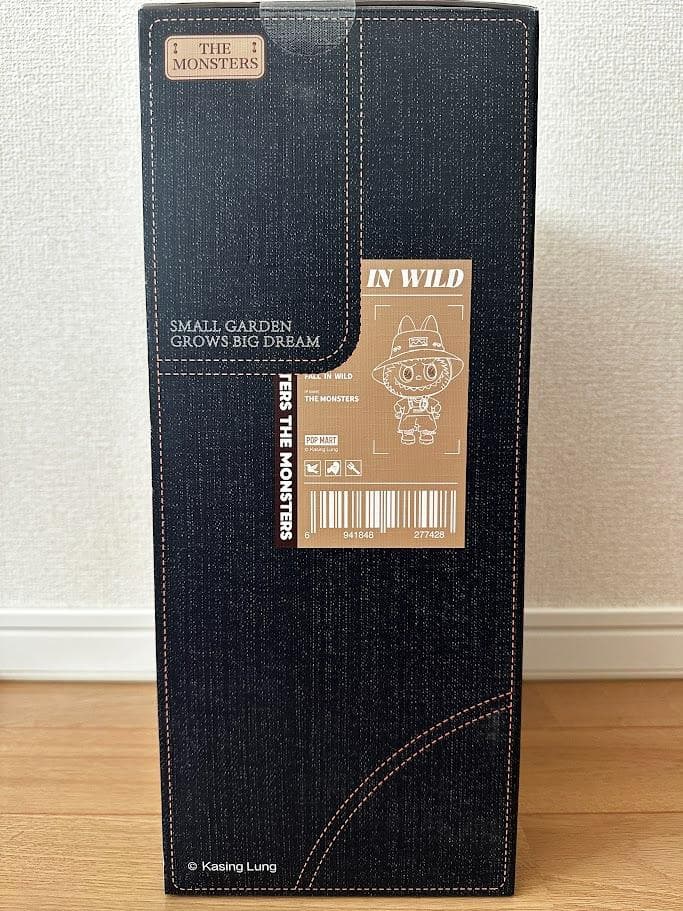 THE
MONSTERS
IN WILD
SMALL GARDEN
GROWS BIG DREAM
FALL IN WILD
THE MONSTERS
POP MART
© Kasing Lung
TERS THE MONSTERS
6 941848 277428
© Kasing Lung